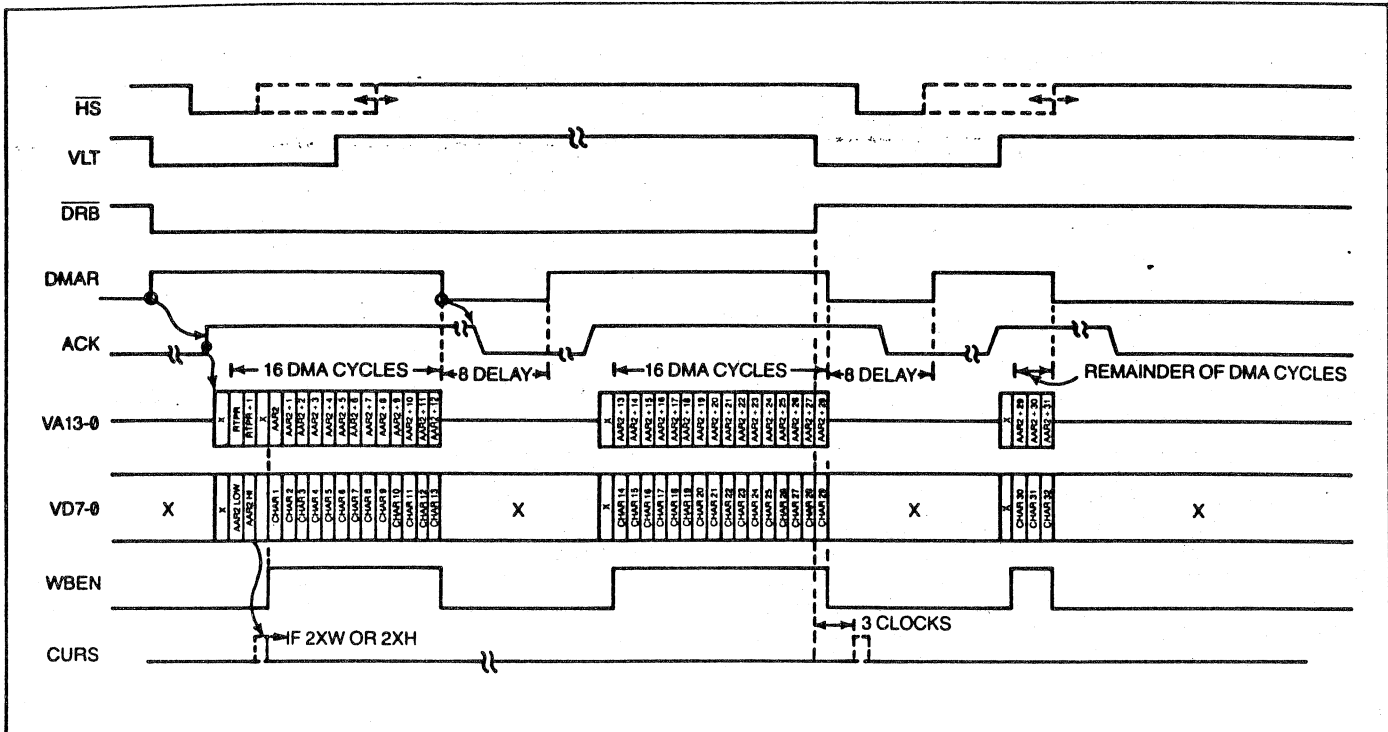 HS
VLT
DRB
DMAR
ACK
16 DMA CYCLES
8 DELAY
16 DMA CYCLES
8 DELAY
REMAINDER OF DMA CYCLES
VA13-0
X
RTPR
RTPR + 1
X
AAR2
AAR2 + 1
AAR2 + 2
AAR2 + 3
AAR2 + 4
AAR2 + 5
AAR2 + 6
AAR2 + 7
AAR2 + 8
AAR2 + 9
AAR2 + 10
AAR2 + 11
AAR2 + 12
X
AAR2 + 13
AAR2 + 14
AAR2 + 15
AAR2 + 16
AAR2 + 17
AAR2 + 18
AAR2 + 19
AAR2 + 20
AAR2 + 21
AAR2 + 22
AAR2 + 23
AAR2 + 24
AAR2 + 25
AAR2 + 26
AAR2 + 27
AAR2 + 28
X
AAR2 + 29
AAR2 + 30
AAR2 + 31
VD7-0
X
X
AAR2 LOW
AAR2 HI
CHAR 1
CHAR 2
CHAR 3
CHAR 4
CHAR 5
CHAR 6
CHAR 7
CHAR 8
CHAR 9
CHAR 10
CHAR 11
CHAR 12
CHAR 13
X
X
CHAR 14
CHAR 15
CHAR 16
CHAR 17
CHAR 18
CHAR 19
CHAR 20
CHAR 21
CHAR 22
CHAR 23
CHAR 24
CHAR 25
CHAR 26
CHAR 27
CHAR 28
CHAR 29
X
X
CHAR 30
CHAR 31
CHAR 32
X
WBEN
IF 2XW OR 2XH
3 CLOCKS
CURS